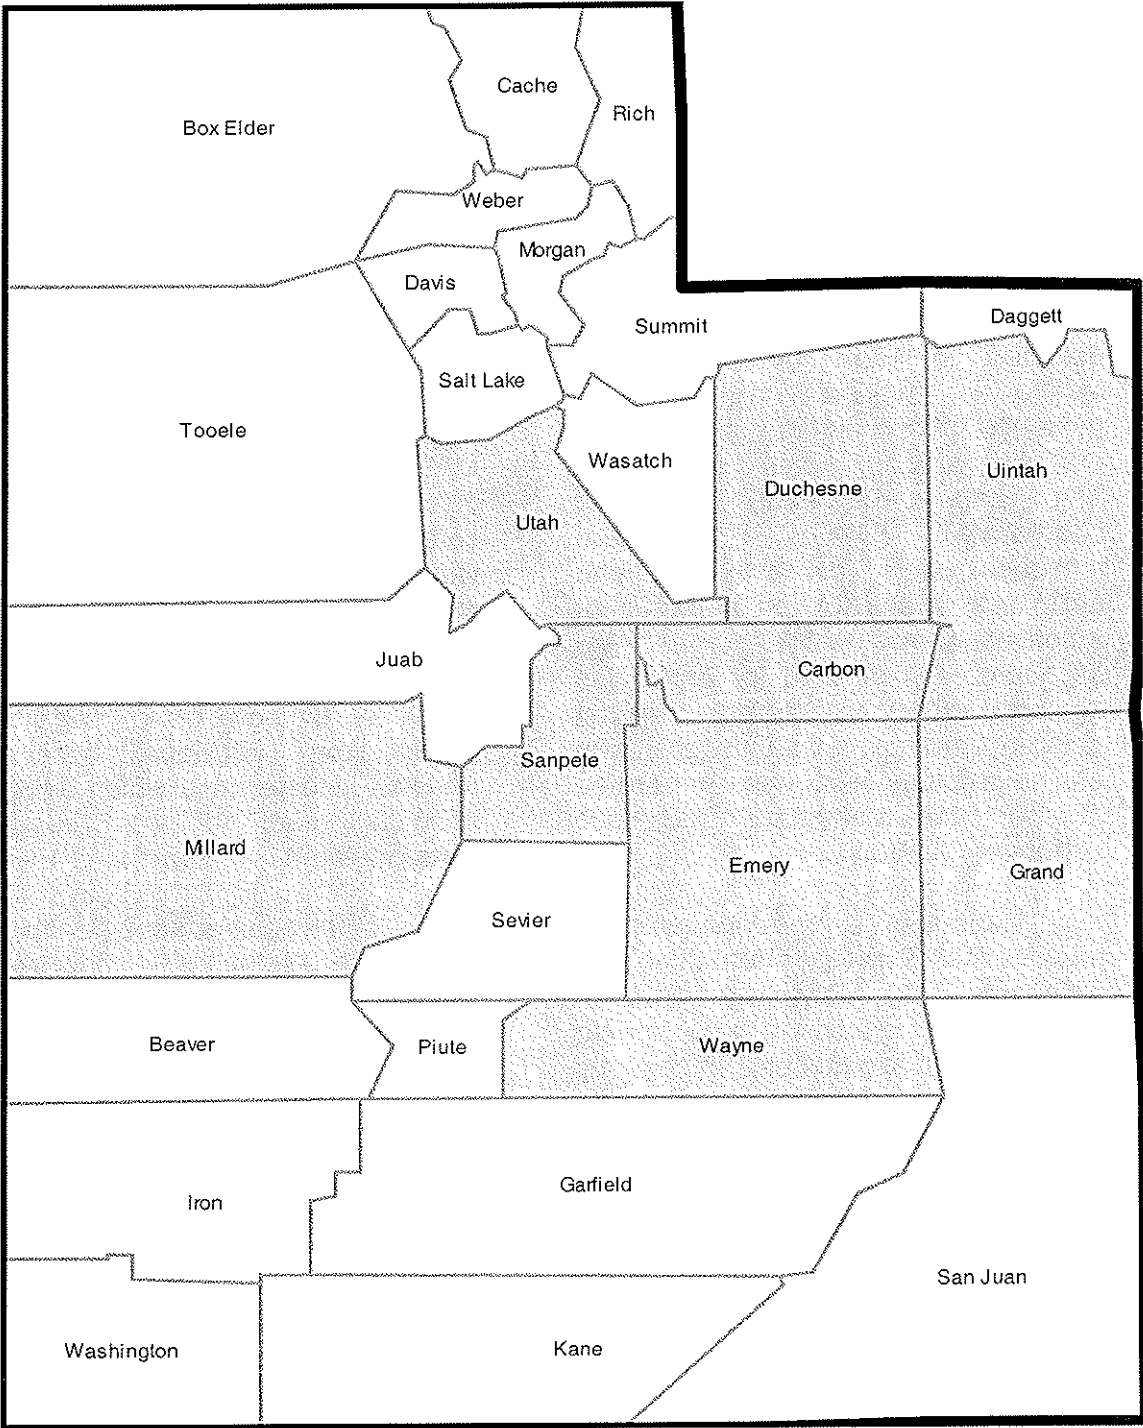 Cache
Rich
Box Elder
Weber
Morgan
Davis
Summit
Daggett
Salt Lake
Tooele
Wasatch
Uintah
Duchesne
Utah
Juab
Carbon
Sanpete
Millard
Emery
Grand
Sevier
Beaver
Piute
Wayne
Garfield
Iron
San Juan
Washington
Kane